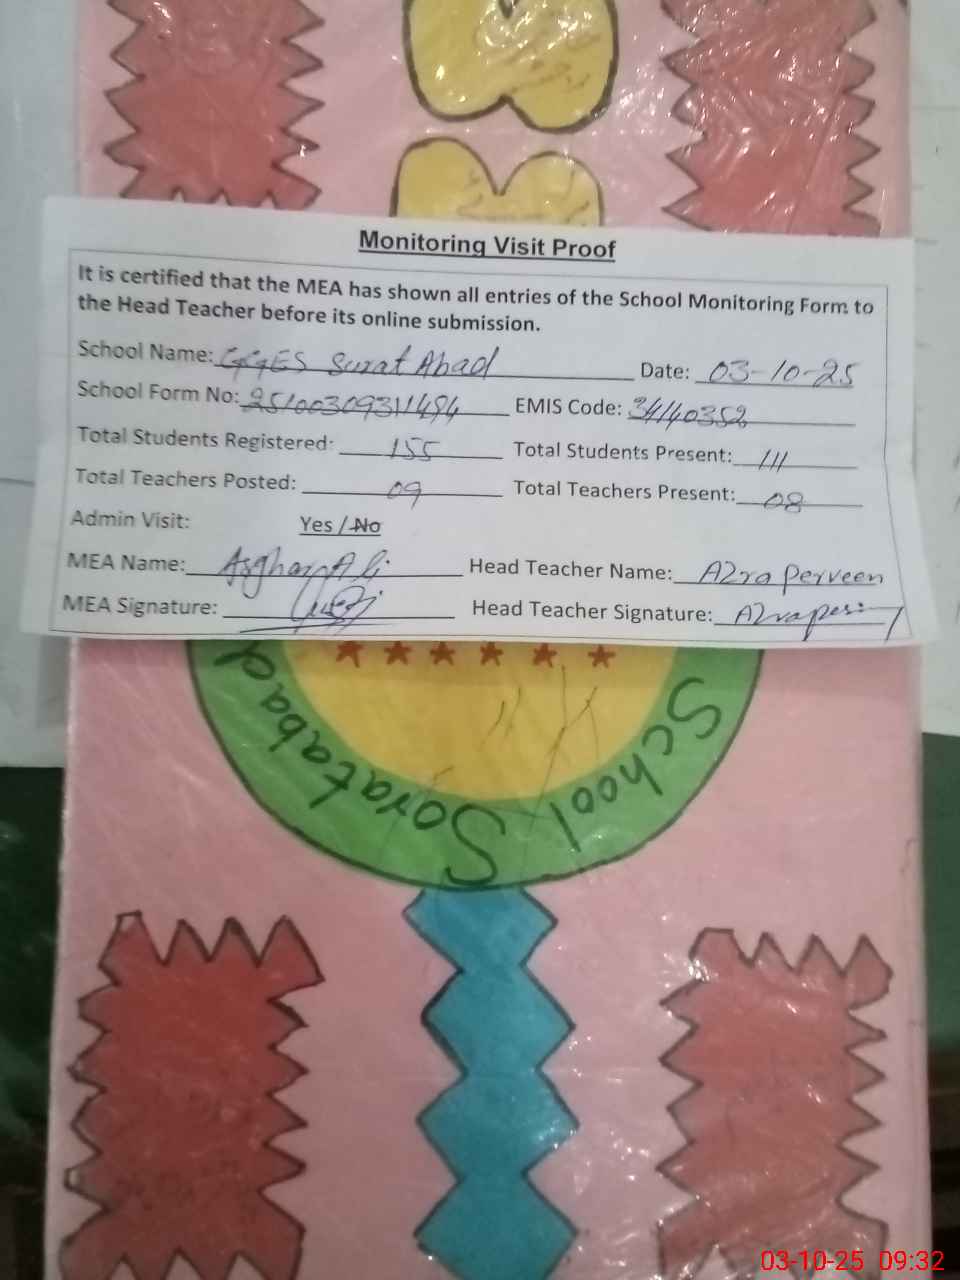 Monitoring Visit Proof
It is certified that the MEA has shown all entries of the School Monitoring Form to
the Head Teacher before its online submission.
School Name: GGES Surat Abad Date: 03-10-25
School Form No: 25100309311494 EMIS Code: 34140352
Total Students Registered: 155 Total Students Present: 111
Total Teachers Posted: 09 Total Teachers Present: 08
Admin Visit: Yes / No
MEA Name: Asghar Ali Head Teacher Name: Azra Perveen
MEA Signature: Head Teacher Signature:
School Soratabad
03-10-25 09:32